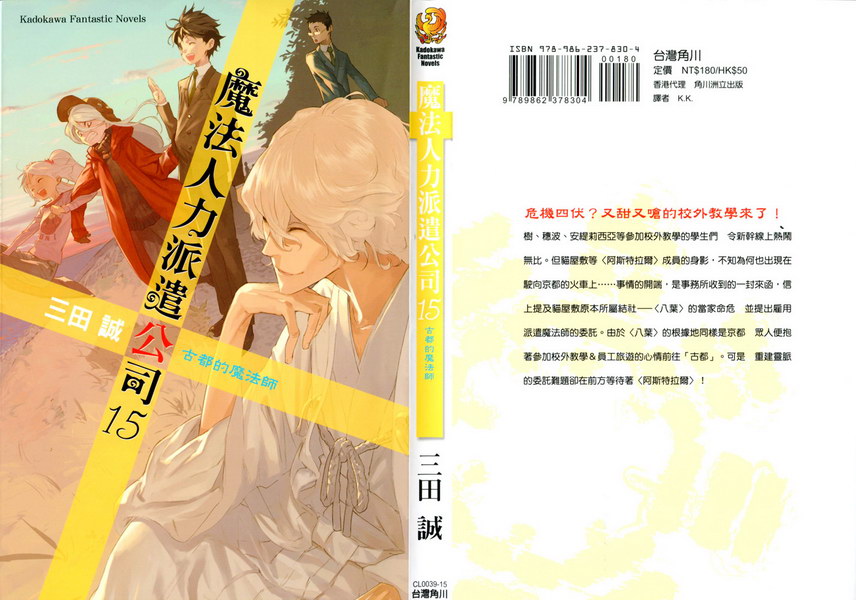 Kadokawa Fantastic Novels
魔法人力派遣公司15
三田 誠
古都的魔法師
Kadokawa
Fantastic
Novels
魔法人力派遣公司
15
古都的魔法師
三田 誠
CL0039-15
台灣角川
ISBN 978-986-237-830-4
00180
9 789862 378304
台灣角川
定價 NT$180/HK$50
香港代理 角川洲立出版
譯者 K.K.
危機四伏？又甜又嗆的校外教學來了！
樹、穗波、安緹莉西亞等參加校外教學的學生們 令新幹線上熱鬧
無比。但貓屋敷等〈阿斯特拉爾〉成員的身影，不知為何也出現在
駛向京都的火車上……事情的開端，是事務所收到的一封來函，信
上提及貓屋敷原本所屬結社──〈八葉〉的當家命危 並提出雇用
派遣魔法師的委託。由於〈八葉〉的根據地同樣是京都 眾人便抱
著參加校外教學＆員工旅遊的心情前往「古都」。可是 重建靈脈
的委託難題卻在前方等待著〈阿斯特拉爾〉！